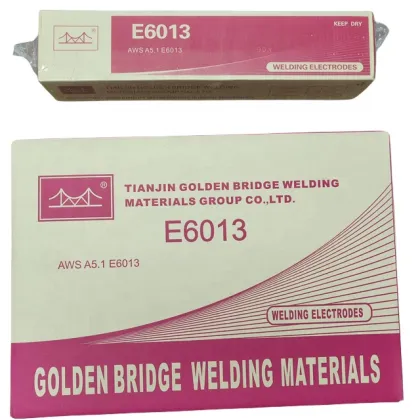 KEEP DRY
E6013
AWS A5.1 E6013
WELDING ELECTRODES
®
TIANJIN GOLDEN BRIDGE WELDING
MATERIALS GROUP CO.,LTD.
E6013
AWS A5.1 E6013
WELDING ELECTRODES
GOLDEN BRIDGE WELDING MATERIALS